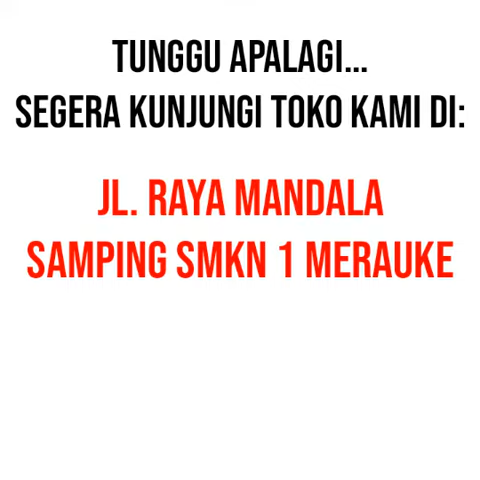 TUNGGU APALAGI...
SEGERA KUNJUNGI TOKO KAMI DI:
JL. RAYA MANDALA
SAMPING SMKN 1 MERAUKE